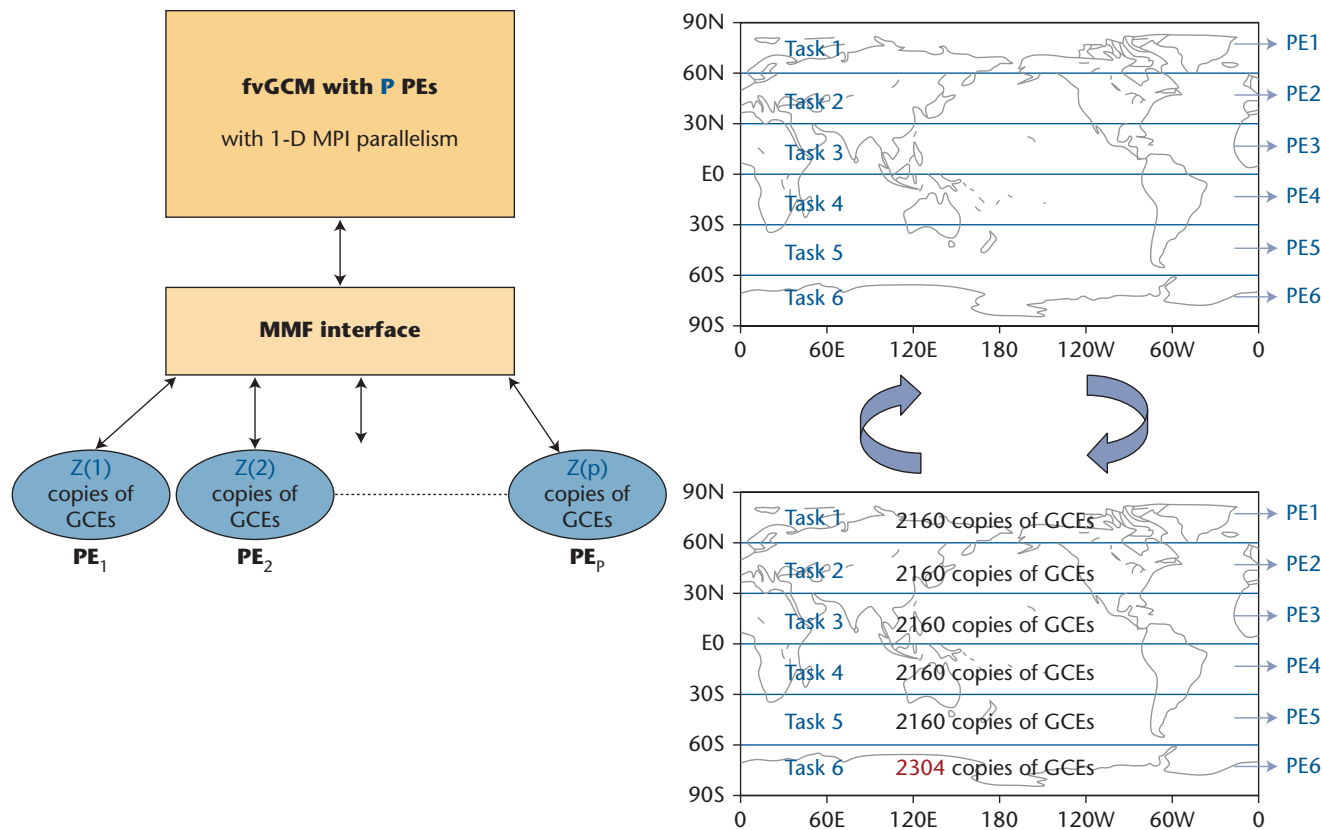 fvGCM with P PEs
with 1-D MPI parallelism
MMF interface
Z(1)
copies of
GCEs
PE1
Z(2)
copies of
GCEs
PE2
Z(p)
copies of
GCEs
PEP
90N
60N
30N
E0
30S
60S
90S
Task 1
Task 2
Task 3
Task 4
Task 5
Task 6
PE1
PE2
PE3
PE4
PE5
PE6
0 60E 120E 180 120W 60W 0
90N
60N
30N
E0
30S
60S
90S
Task 1 2160 copies of GCEs
Task 2 2160 copies of GCEs
Task 3 2160 copies of GCEs
Task 4 2160 copies of GCEs
Task 5 2160 copies of GCEs
Task 6 2304 copies of GCEs
PE1
PE2
PE3
PE4
PE5
PE6
0 60E 120E 180 120W 60W 0